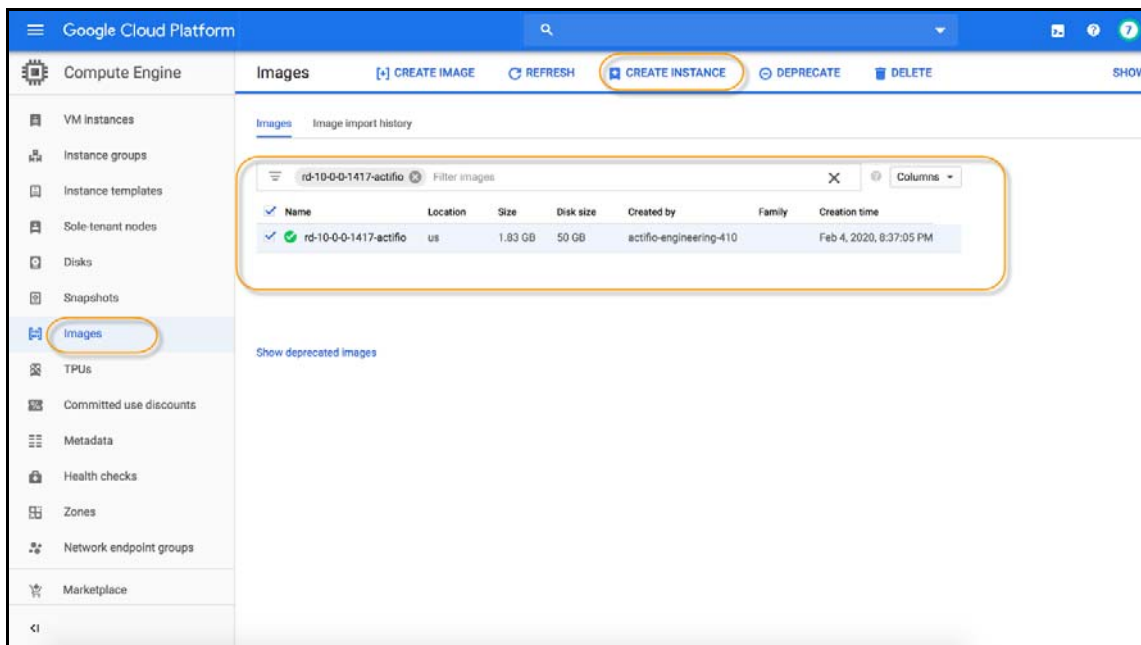 Google Cloud Platform
7
Compute Engine
Images
[+] CREATE IMAGE
REFRESH
CREATE INSTANCE
DEPRECATE
DELETE
SHOW
VM instances
Instance groups
Instance templates
Sole-tenant nodes
Disks
Snapshots
Images
TPUs
Committed use discounts
Metadata
Health checks
Zones
Network endpoint groups
Marketplace
Images Image import history
rd-10-0-0-1417-actifio Filter images Columns
Name Location Size Disk size Created by Family Creation time
rd-10-0-0-1417-actifio us 1.83 GB 50 GB actifio-engineering-410 Feb 4, 2020, 8:37:05 PM
Show deprecated images